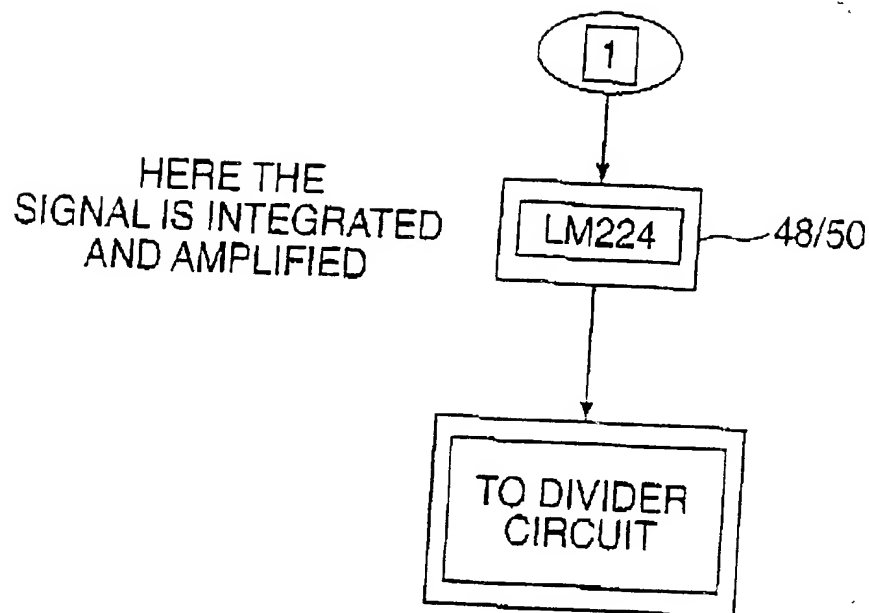 1
HERE THE
SIGNAL IS INTEGRATED
AND AMPLIFIED
LM224
48/50
TO DIVIDER
CIRCUIT